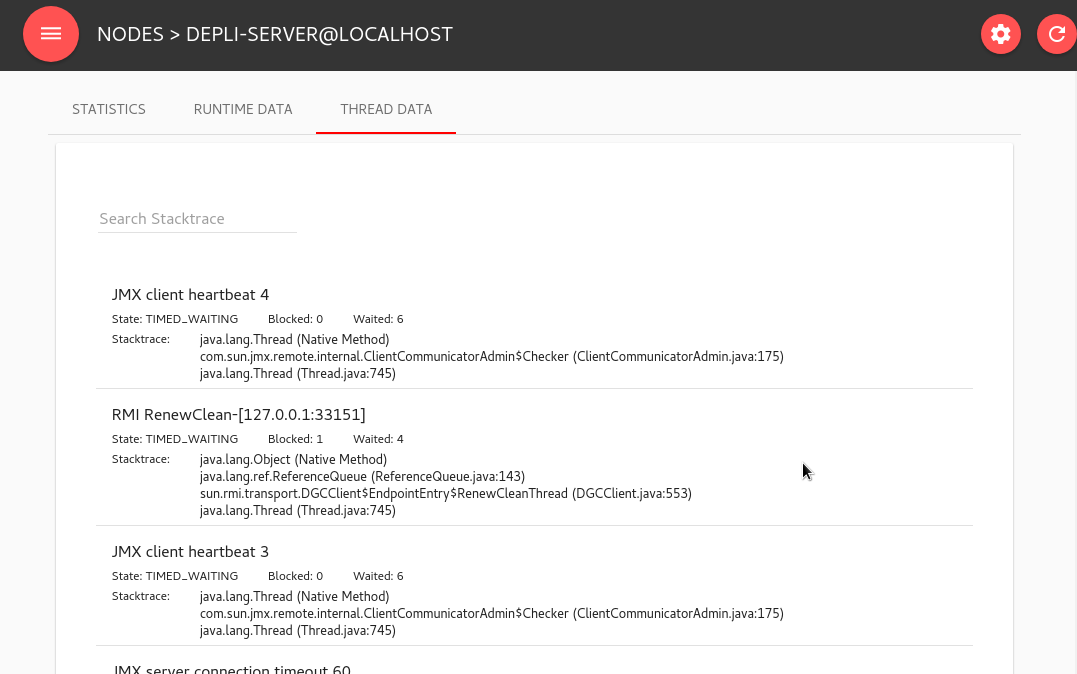 NODES > DEPLI-SERVER@LOCALHOST
STATISTICS RUNTIME DATA THREAD DATA
Search Stacktrace
JMX client heartbeat 4
State: TIMED_WAITING Blocked: 0 Waited: 6
Stacktrace: java.lang.Thread (Native Method)
com.sun.jmx.remote.internal.ClientCommunicatorAdmin$Checker (ClientCommunicatorAdmin.java:175)
java.lang.Thread (Thread.java:745)
RMI RenewClean-[127.0.0.1:33151]
State: TIMED_WAITING Blocked: 1 Waited: 4
Stacktrace: java.lang.Object (Native Method)
java.lang.ref.ReferenceQueue (ReferenceQueue.java:143)
sun.rmi.transport.DGCClient$EndpointEntry$RenewCleanThread (DGCClient.java:553)
java.lang.Thread (Thread.java:745)
JMX client heartbeat 3
State: TIMED_WAITING Blocked: 0 Waited: 6
Stacktrace: java.lang.Thread (Native Method)
com.sun.jmx.remote.internal.ClientCommunicatorAdmin$Checker (ClientCommunicatorAdmin.java:175)
java.lang.Thread (Thread.java:745)
JMX server connection timeout 60